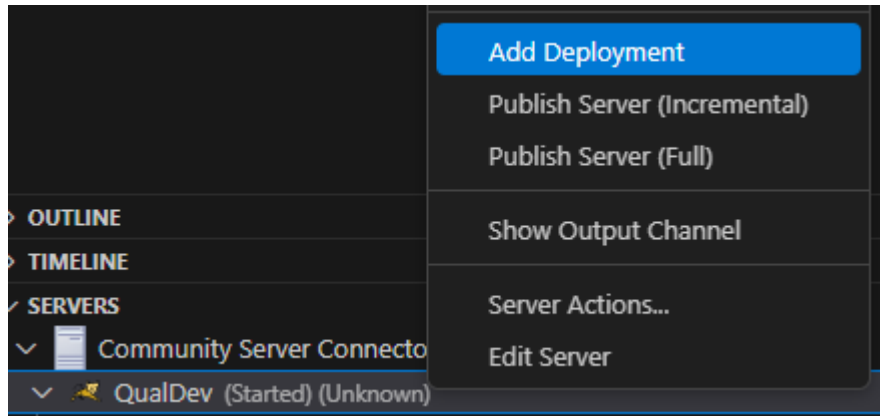 Add Deployment
Publish Server (Incremental)
Publish Server (Full)
Show Output Channel
Server Actions...
Edit Server
OUTLINE
TIMELINE
SERVERS
Community Server Connecto
QualDev (Started) (Unknown)